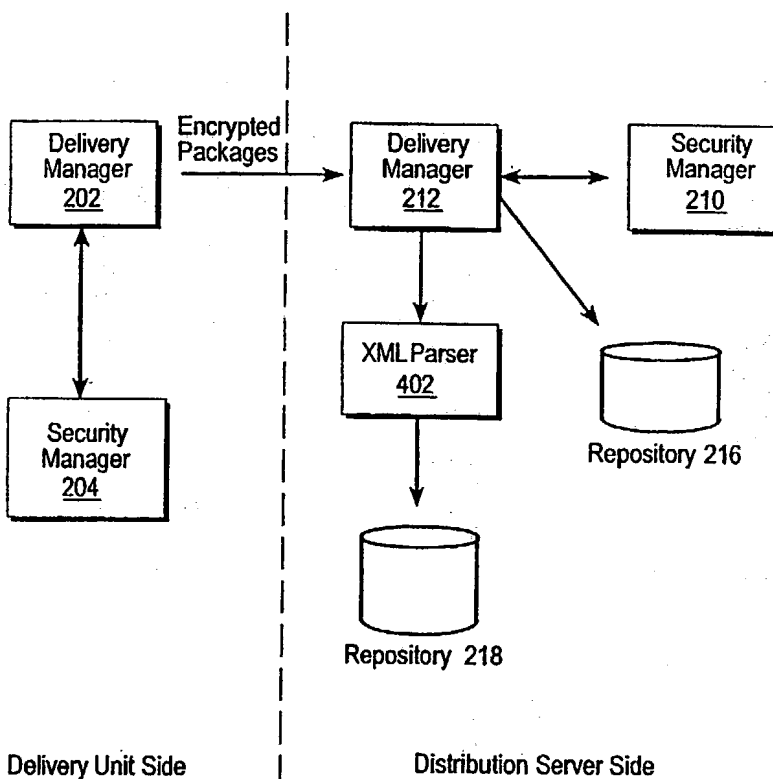 Encrypted
Packages
Delivery
Manager
202
Delivery
Manager
212
Security
Manager
210
XML Parser
402
Security
Manager
204
Repository 216
Repository 218
Delivery Unit Side
Distribution Server Side